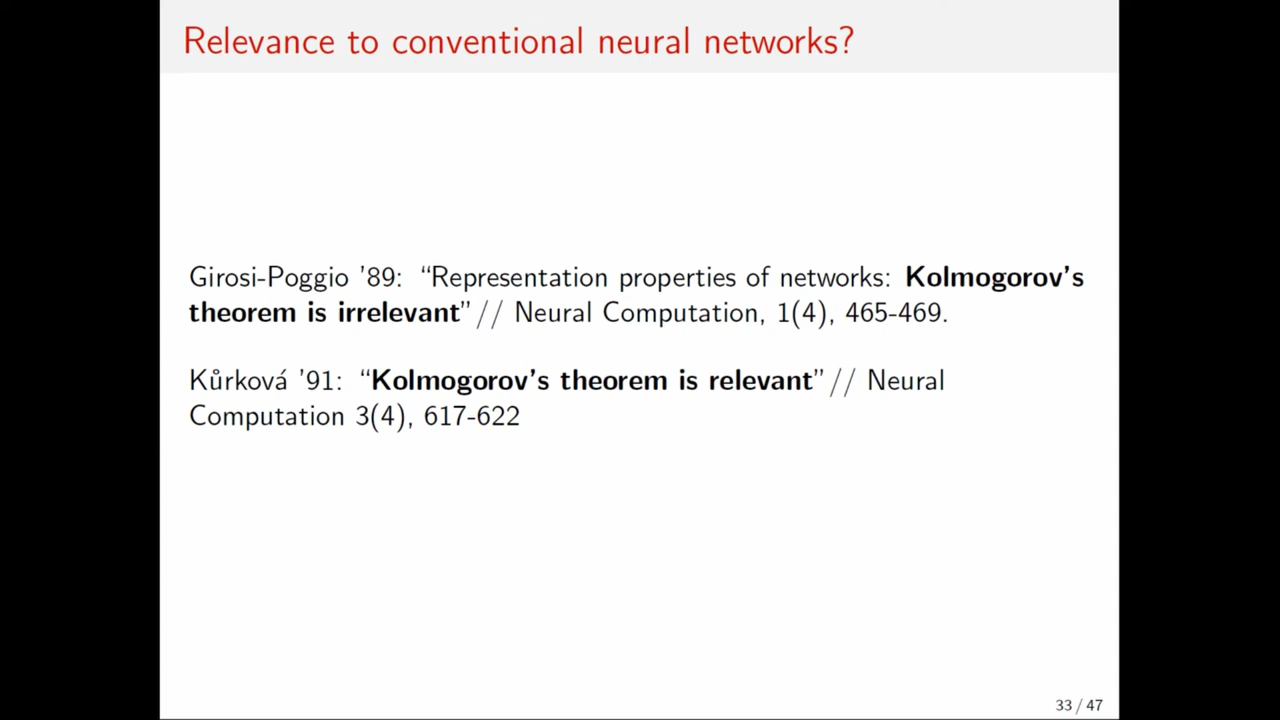 Relevance to conventional neural networks?
Girosi-Poggio ’89: “Representation properties of networks: Kolmogorov’s
theorem is irrelevant” // Neural Computation, 1(4), 465-469.
Kůrková ’91: “Kolmogorov’s theorem is relevant” // Neural
Computation 3(4), 617-622
33 / 47